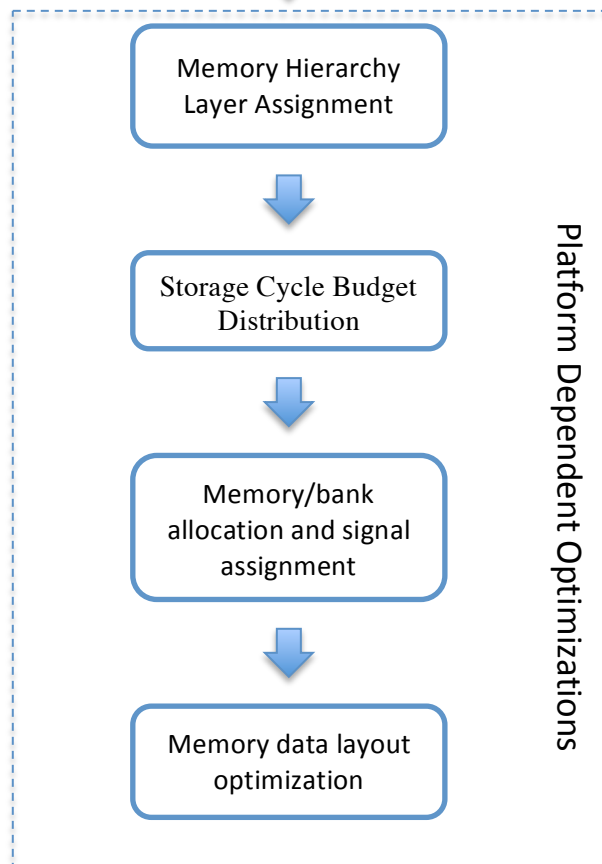 Memory Hierarchy
Layer Assignment
Storage Cycle Budget
Distribution
Memory/bank
allocation and signal
assignment
Memory data layout
optimization
Platform Dependent Optimizations